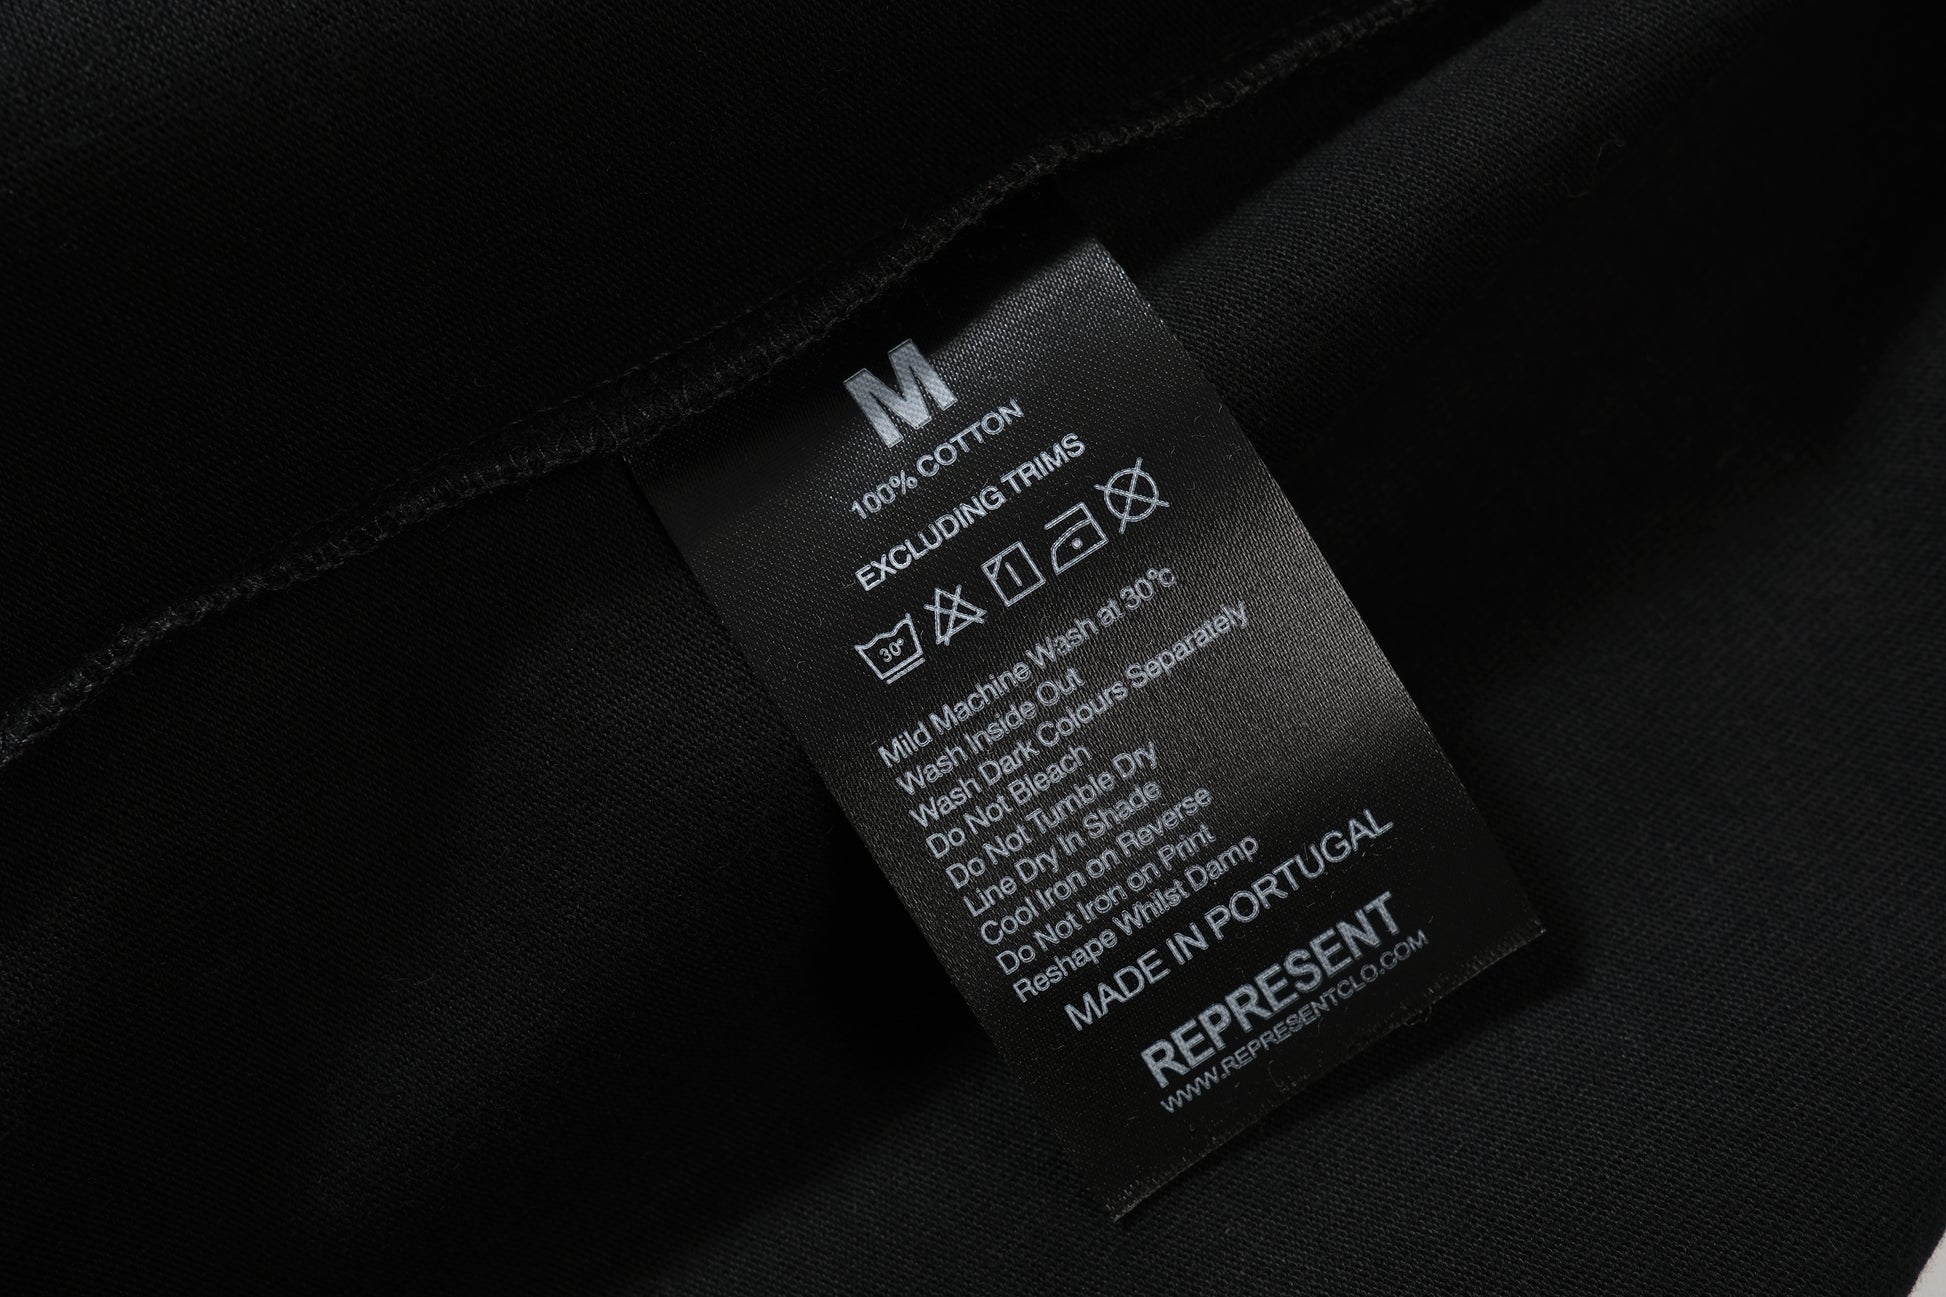 M
100% COTTON
EXCLUDING TRIMS
30°
Mild Machine Wash at 30°c
Wash Inside Out
Wash Dark Colours Separately
Do Not Bleach
Do Not Tumble Dry
Line Dry In Shade
Cool Iron on Reverse
Do Not Iron on Print
Reshape Whilst Damp
MADE IN PORTUGAL
REPRESENT
WWW.REPRESENTCLO.COM